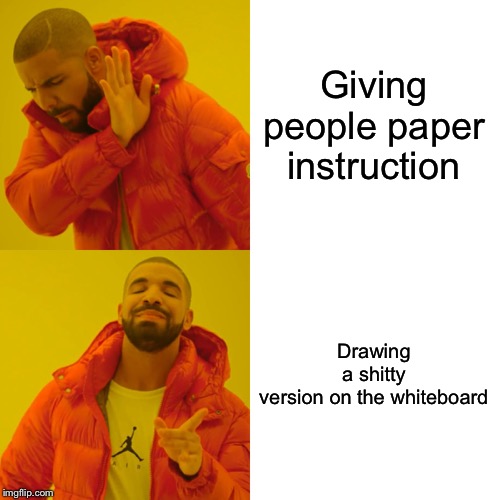 Giving
people paper
instruction
Drawing
a shitty
version on the whiteboard
imgflip.com